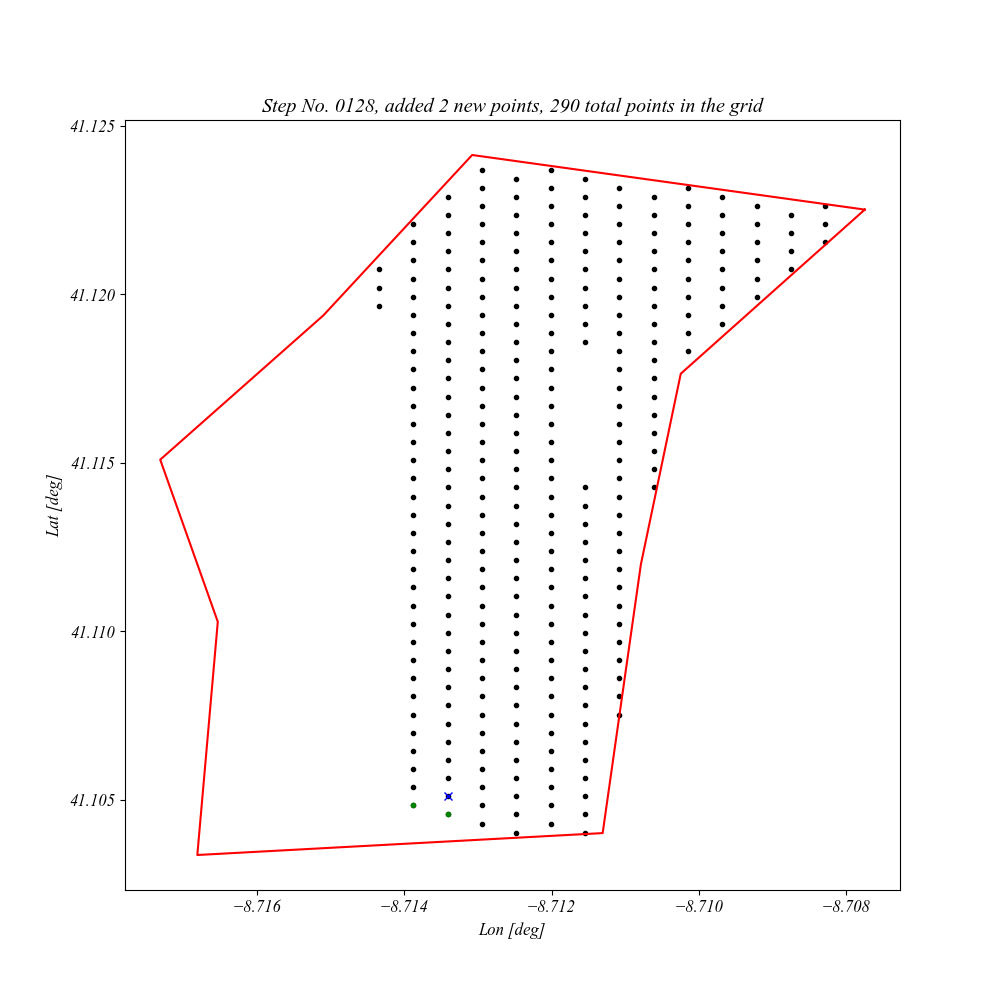 Step No. 0128, added 2 new points, 290 total points in the grid
41.125
41.120
41.115
41.110
41.105
Lat [deg]
−8.716 −8.714 −8.712 −8.710 −8.708
Lon [deg]